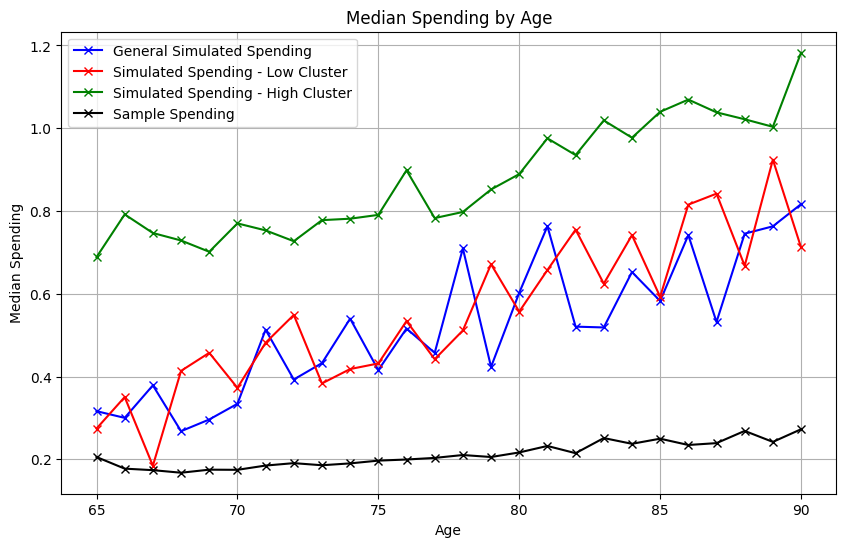 Median Spending by Age
General Simulated Spending
Simulated Spending - Low Cluster
Simulated Spending - High Cluster
Sample Spending
Median Spending
1.2
1.0
0.8
0.6
0.4
0.2
65 70 75 80 85 90
Age